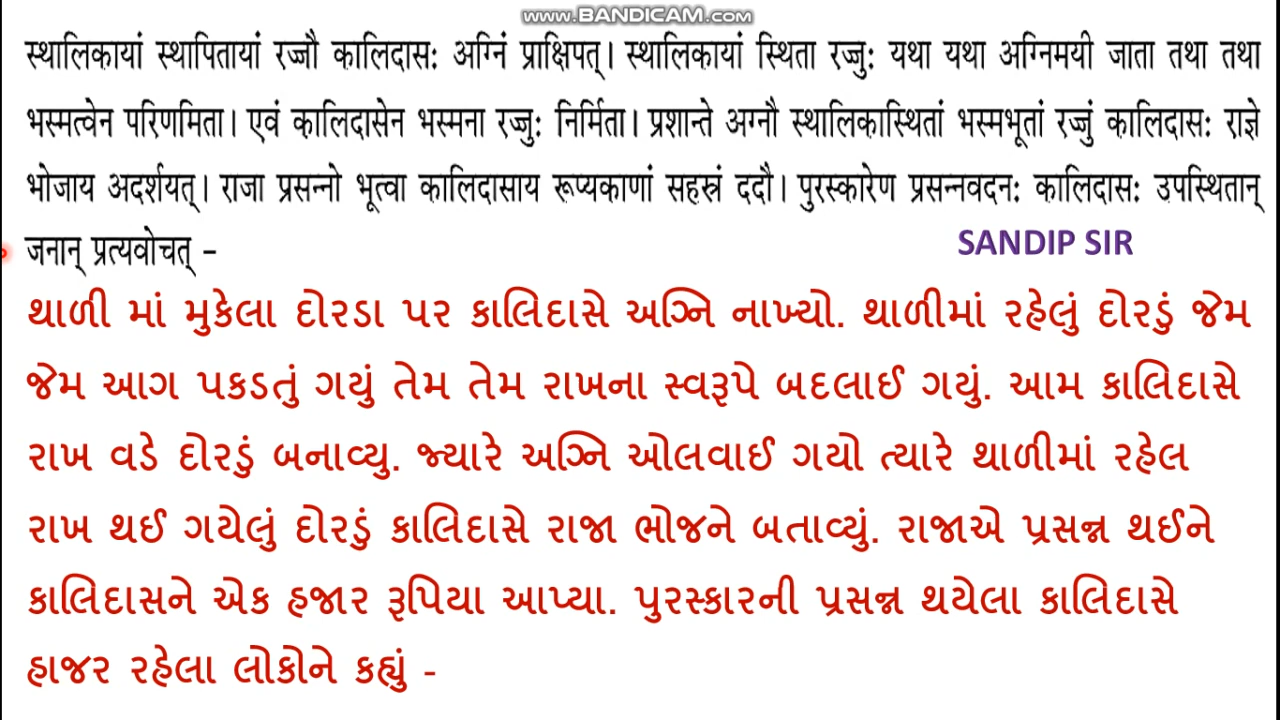 www.BANDICAM.com
स्थालिकायां स्थापितायां रज्जौ कालिदासः अग्निं प्राक्षिपत्। स्थालिकायां स्थिता रज्जुः यथा यथा अग्निमयी जाता तथा तथा
भस्मत्वेन परिणमिता। एवं कालिदासेन भस्मना रज्जुः निर्मिता। प्रशान्ते अग्नौ स्थालिकास्थितां भस्मभूतां रज्जुं कालिदासः राज्ञे
भोजाय अदर्शयत्। राजा प्रसन्नो भूत्वा कालिदासाय रूप्यकाणां सहस्रं ददौ। पुरस्कारेण प्रसन्नवदनः कालिदासः उपस्थितान्
जनान् प्रत्यवोचत् –
SANDIP SIR
થાળી માં મુકેલા દોરડા પર કાલિદાસે અગ્નિ નાખ્યો. થાળીમાં રહેલું દોરડું જેમ
જેમ આગ પકડતું ગયું તેમ તેમ રાખના સ્વરૂપે બદલાઈ ગયું. આમ કાલિદાસે
રાખ વડે દોરડું બનાવ્યુ. જ્યારે અગ્નિ ઓલવાઈ ગયો ત્યારે થાળીમાં રહેલ
રાખ થઈ ગયેલું દોરડું કાલિદાસે રાજા ભોજને બતાવ્યું. રાજાએ પ્રસન્ન થઈને
કાલિદાસને એક હજાર રૂપિયા આપ્યા. પુરસ્કારની પ્રસન્ન થયેલા કાલિદાસે
હાજર રહેલા લોકોને કહ્યું -